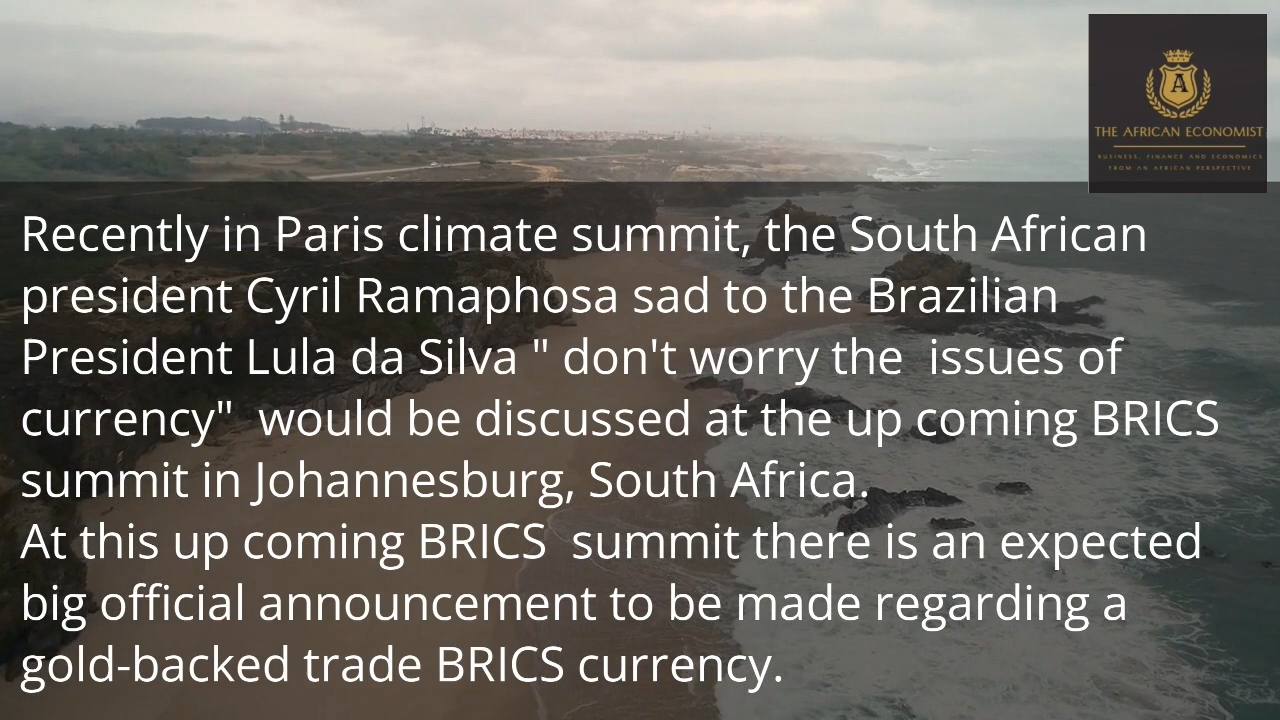 A
THE AFRICAN ECONOMIST
BUSINESS, FINANCE AND ECONOMICS
FROM AN AFRICAN PERSPECTIVE
Recently in Paris climate summit, the South African
president Cyril Ramaphosa sad to the Brazilian
President Lula da Silva " don't worry the  issues of
currency"  would be discussed at the up coming BRICS
summit in Johannesburg, South Africa.
At this up coming BRICS  summit there is an expected
big official announcement to be made regarding a
gold-backed trade BRICS currency.